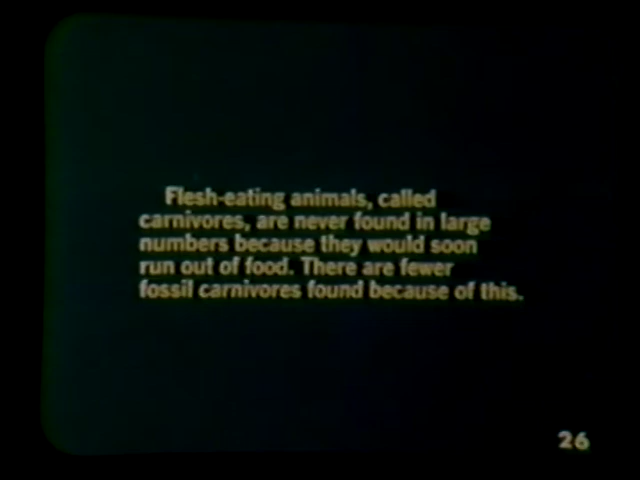 Flesh-eating animals, called
carnivores, are never found in large
numbers because they would soon
run out of food. There are fewer
fossil carnivores found because of this.
26